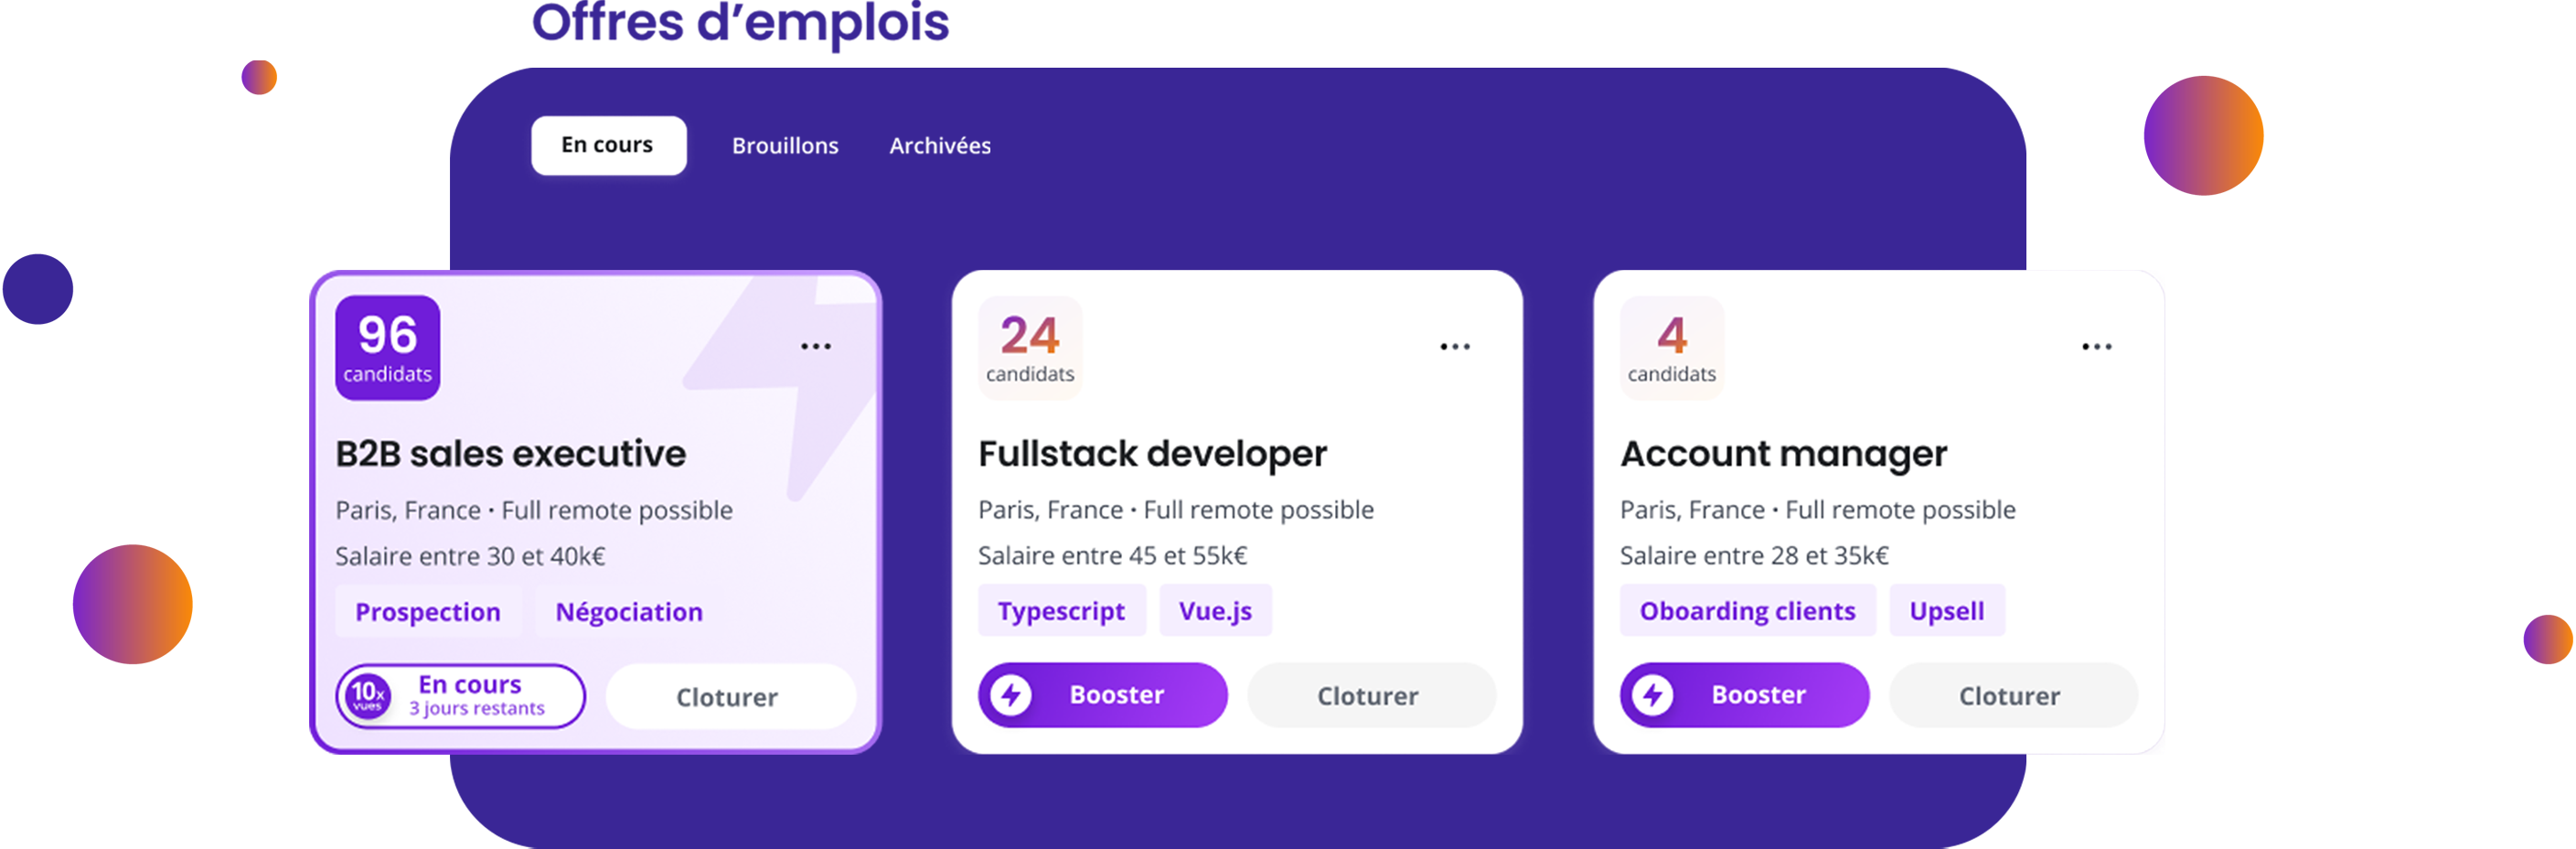 Offres d’emplois
En cours
Brouillons
Archivées
96
candidats
B2B sales executive
Paris, France • Full remote possible
Salaire entre 30 et 40k€
Prospection
Négociation
10x
vues
En cours
3 jours restants
Cloturer
24
candidats
Fullstack developer
Paris, France • Full remote possible
Salaire entre 45 et 55k€
Typescript
Vue.js
Booster
Cloturer
4
candidats
Account manager
Paris, France • Full remote possible
Salaire entre 28 et 35k€
Oboarding clients
Upsell
Booster
Cloturer